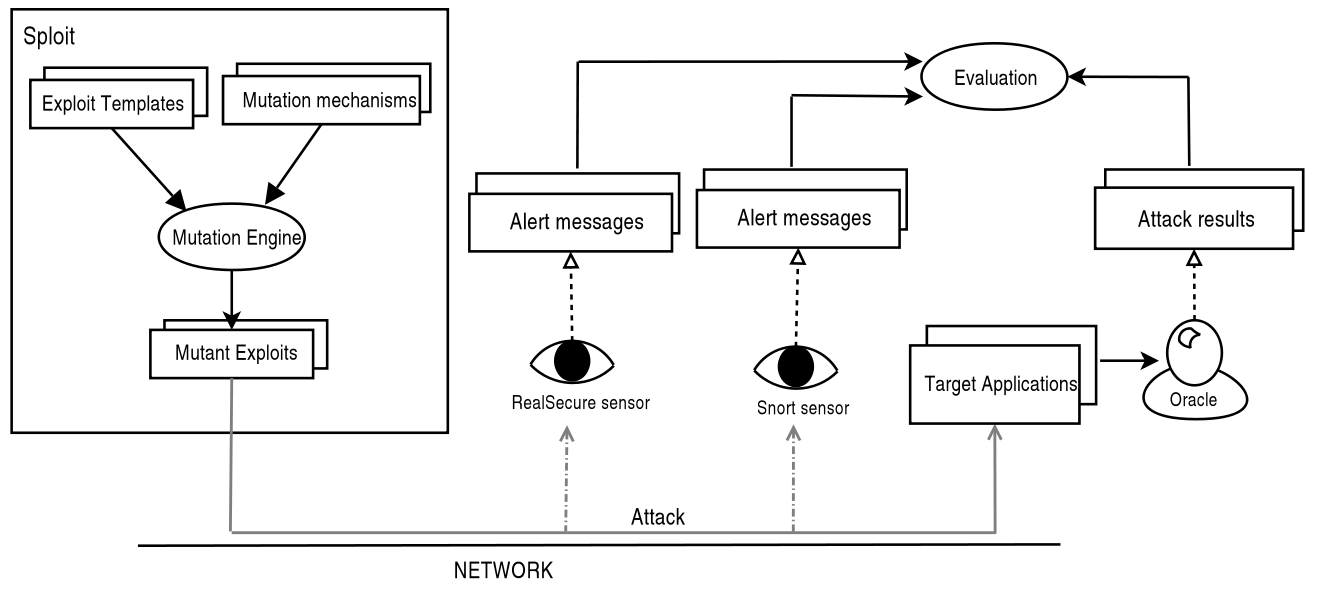 Sploit
Exploit Templates
Mutation mechanisms
Mutation Engine
Mutant Exploits
Evaluation
Alert messages
Alert messages
Attack results
RealSecure sensor
Snort sensor
Target Applications
Oracle
Attack
NETWORK